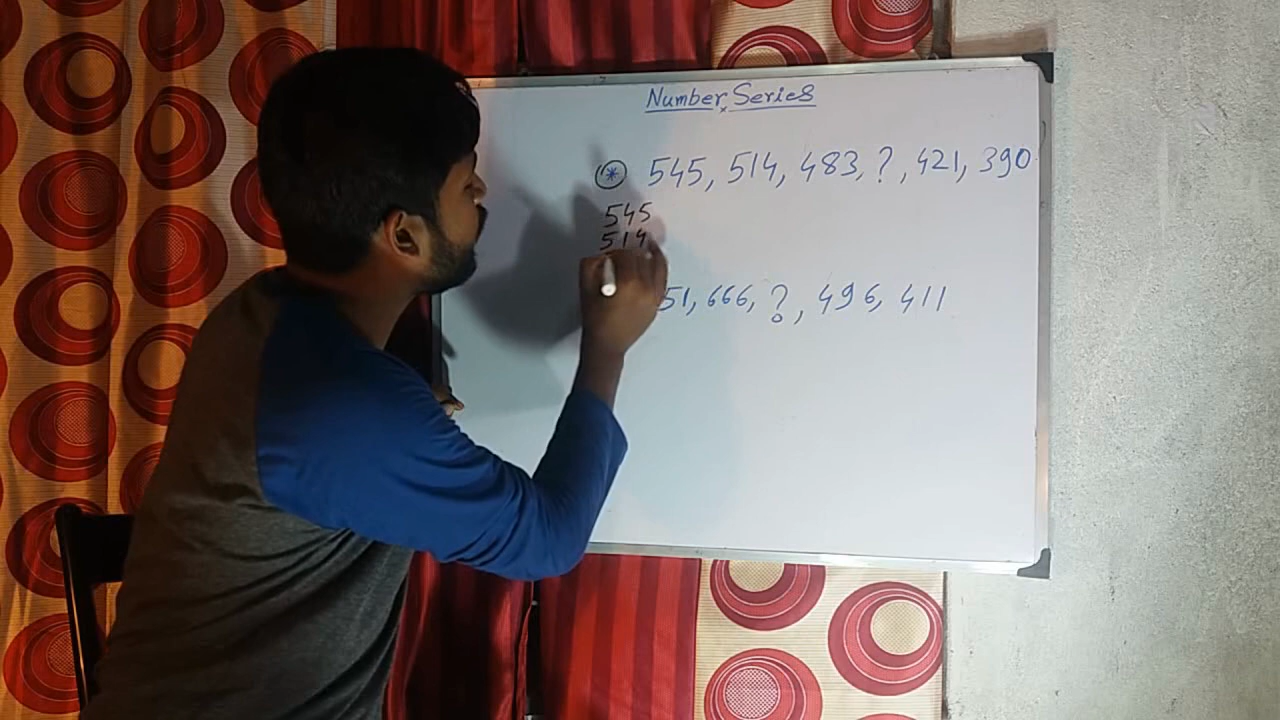 Number Series
545, 514, 483, ?, 421, 390
545
514
51, 666, ?, 496, 411